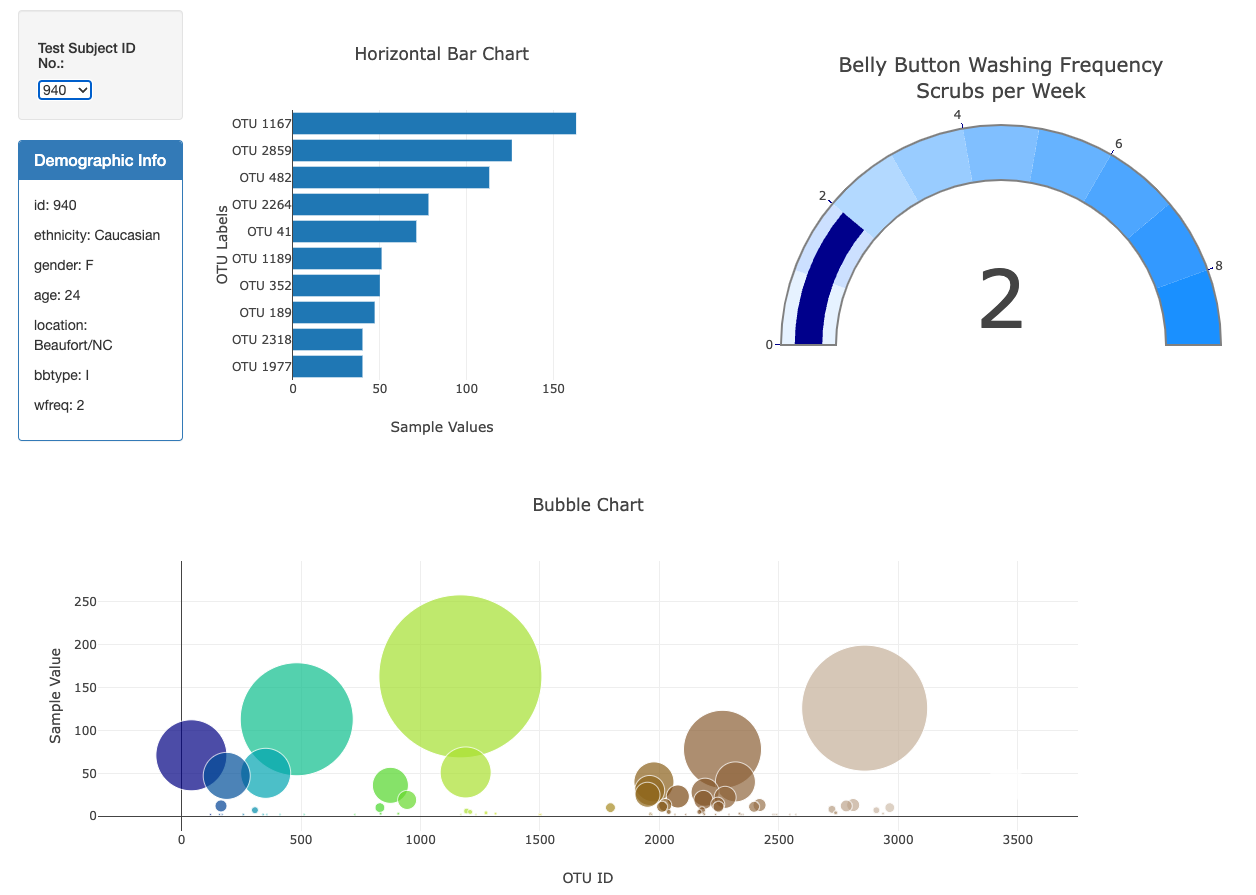 Test Subject ID
No.:
940
Demographic Info
id: 940
ethnicity: Caucasian
gender: F
age: 24
location:
Beaufort/NC
bbtype: I
wfreq: 2
Horizontal Bar Chart
OTU Labels
OTU 1167
OTU 2859
OTU 482
OTU 2264
OTU 41
OTU 1189
OTU 352
OTU 189
OTU 2318
OTU 1977
0 50 100 150
Sample Values
Belly Button Washing Frequency
Scrubs per Week
0
2
4
6
8
2
Bubble Chart
Sample Value
250
200
150
100
50
0
0 500 1000 1500 2000 2500 3000 3500
OTU ID